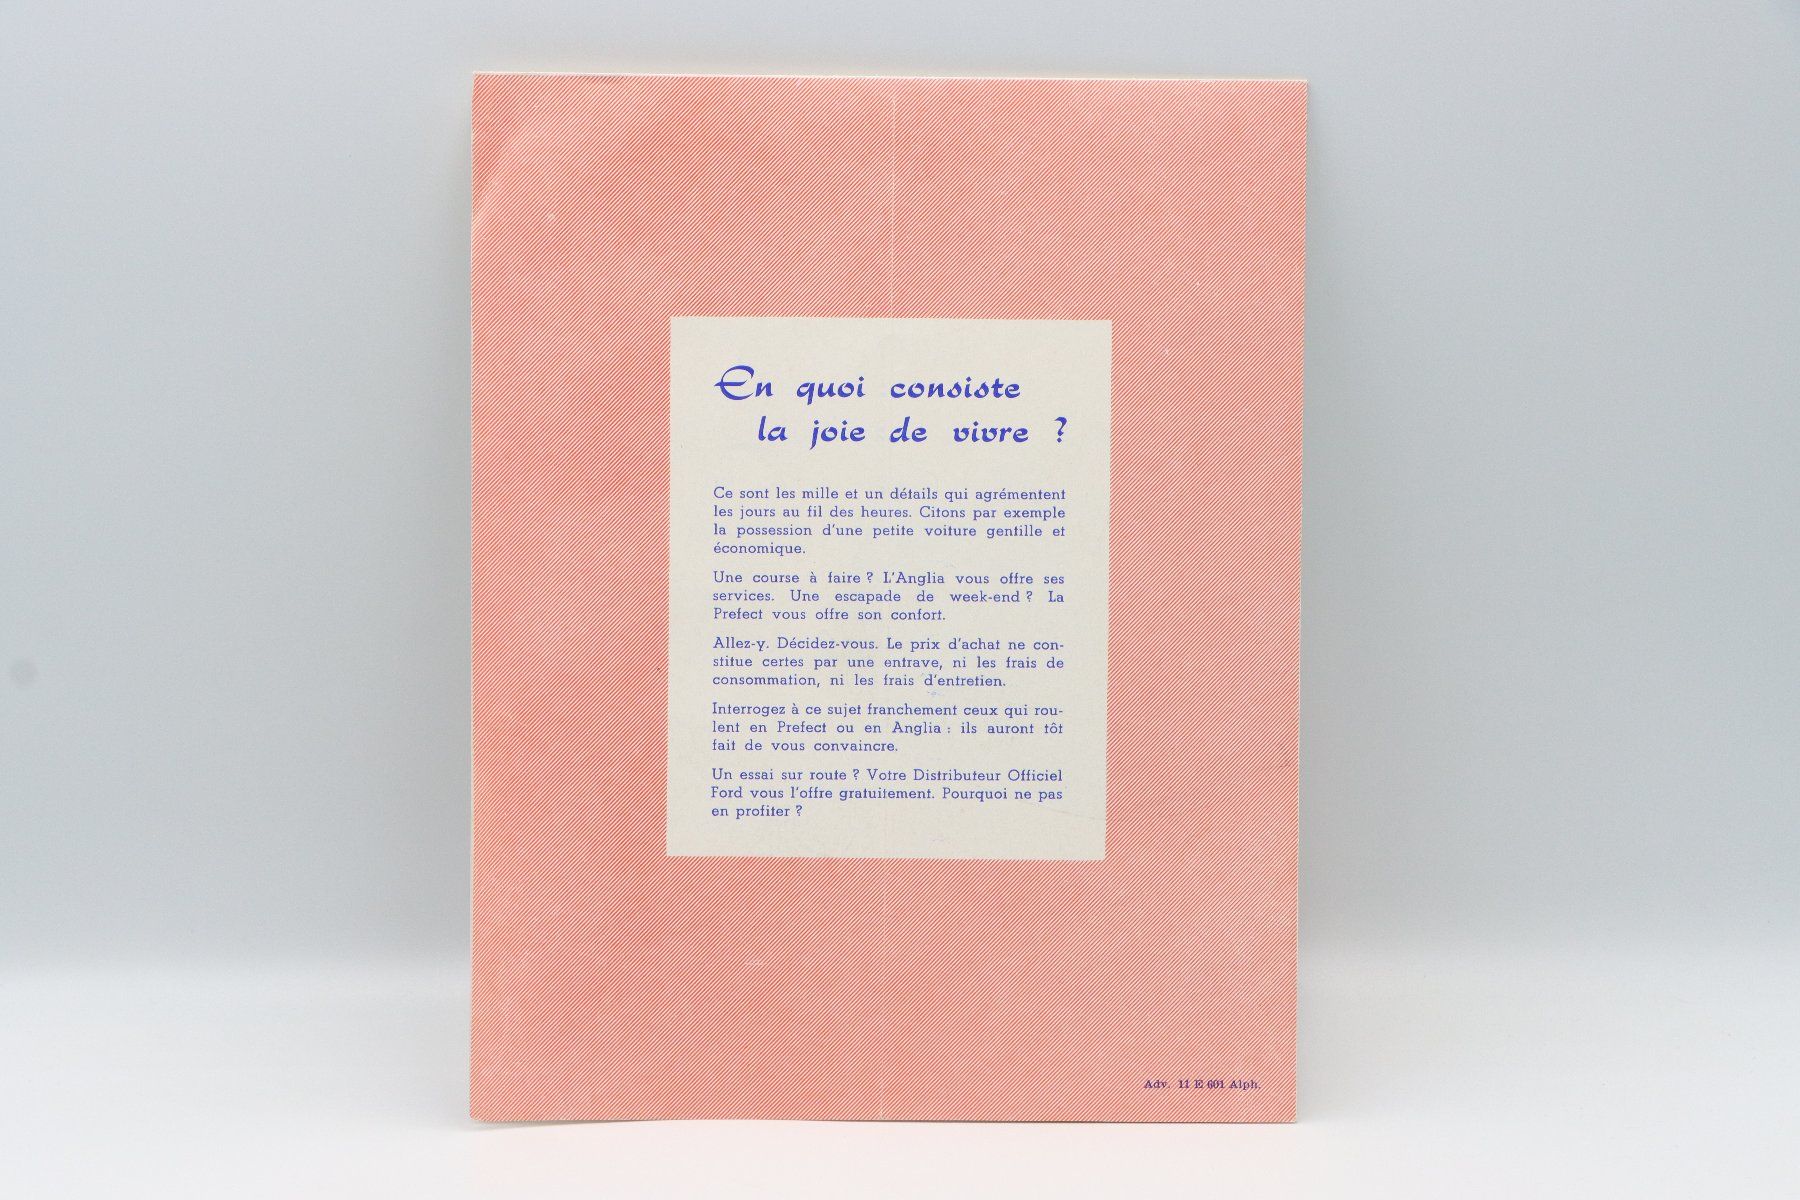 En quoi consiste
la joie de vivre ?
Ce sont les mille et un détails qui agrémentent
les jours au fil des heures. Citons par exemple
la possession d'une petite voiture gentille et
économique.
Une course à faire ? L'Anglia vous offre ses
services. Une escapade de week-end ? La
Prefect vous offre son confort.
Allez-y. Décidez-vous. Le prix d'achat ne con-
stitue certes par une entrave, ni les frais de
consommation, ni les frais d'entretien.
Interrogez à ce sujet franchement ceux qui rou-
lent en Prefect ou en Anglia : ils auront tôt
fait de vous convaincre.
Un essai sur route ? Votre Distributeur Officiel
Ford vous l'offre gratuitement. Pourquoi ne pas
en profiter ?
Adv. 11 E 601 Alph.